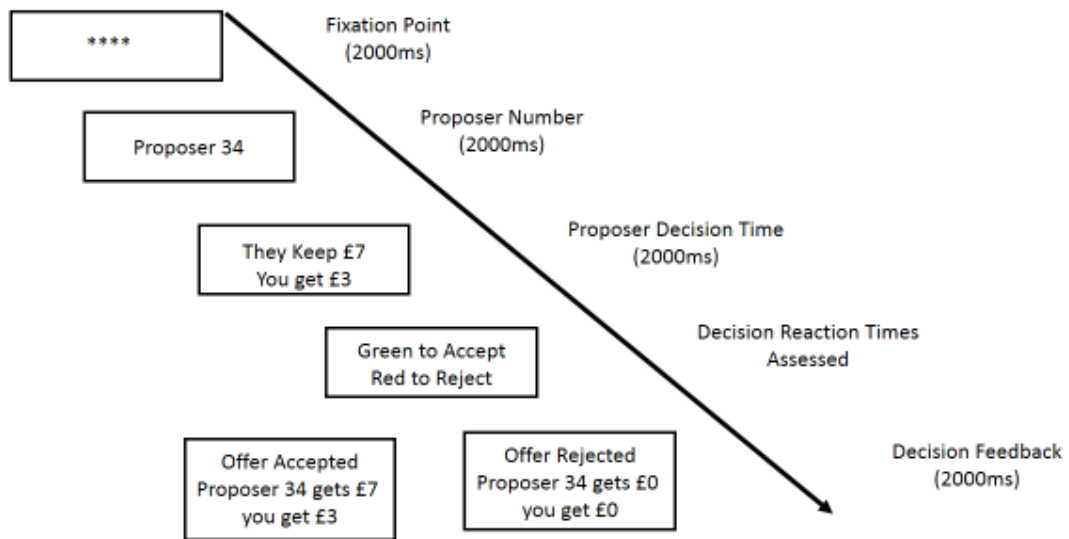 ****
Fixation Point
(2000ms)
Proposer 34
Proposer Number
(2000ms)
They Keep £7
You get £3
Proposer Decision Time
(2000ms)
Green to Accept
Red to Reject
Decision Reaction Times
Assessed
Offer Accepted
Proposer 34 gets £7
you get £3
Offer Rejected
Proposer 34 gets £0
you get £0
Decision Feedback
(2000ms)